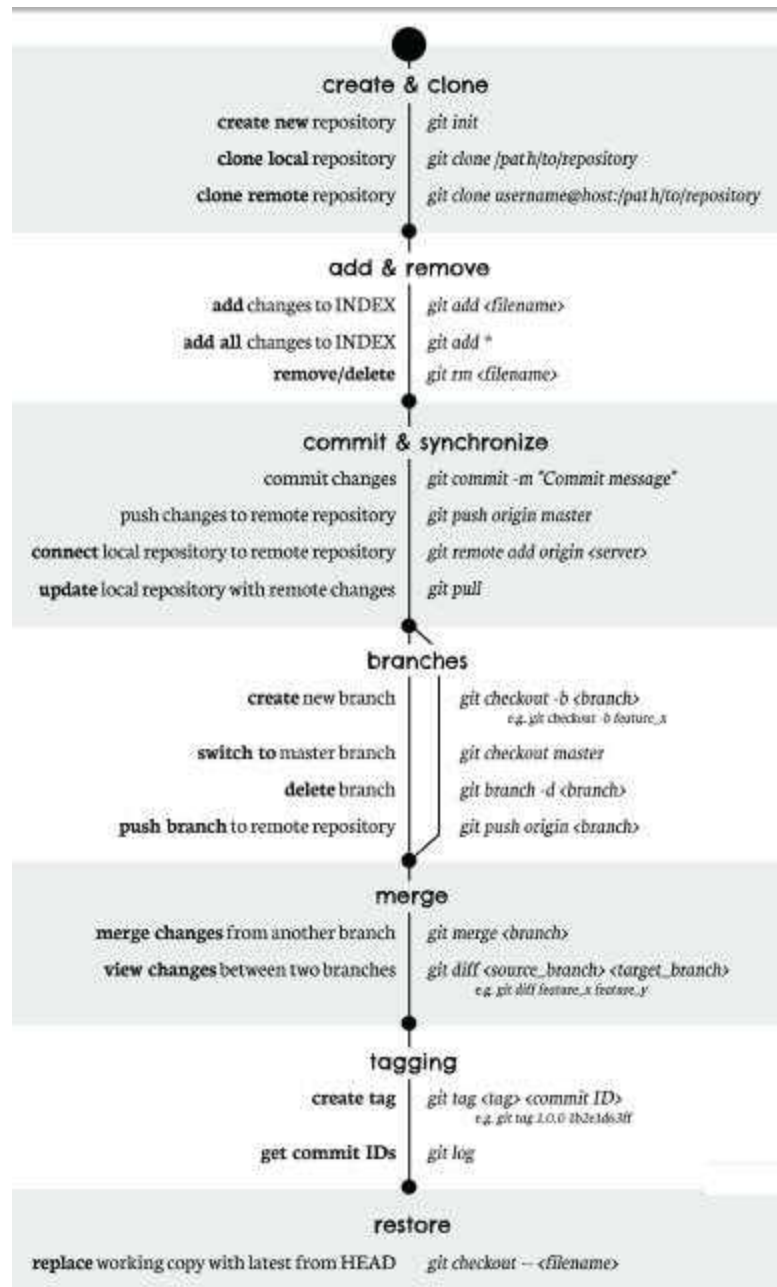 create & clone
create new repository git init
clone local repository git clone /path/to/repository
clone remote repository git clone username@host:/path/to/repository
add & remove
add changes to INDEX git add <filename>
add all changes to INDEX git add *
remove/delete git rm <filename>
commit & synchronize
commit changes git commit -m "Commit message"
push changes to remote repository git push origin master
connect local repository to remote repository git remote add origin <server>
update local repository with remote changes git pull
branches
create new branch git checkout -b <branch>
e.g. git checkout -b feature_x
switch to master branch git checkout master
delete branch git branch -d <branch>
push branch to remote repository git push origin <branch>
merge
merge changes from another branch git merge <branch>
view changes between two branches git diff <source_branch> <target_branch>
e.g. git diff feature_x feature_y
tagging
create tag git tag <tag> <commit ID>
e.g. git tag 1.0.0 1b2e1d63ff
get commit IDs git log
restore
replace working copy with latest from HEAD git checkout -- <filename>